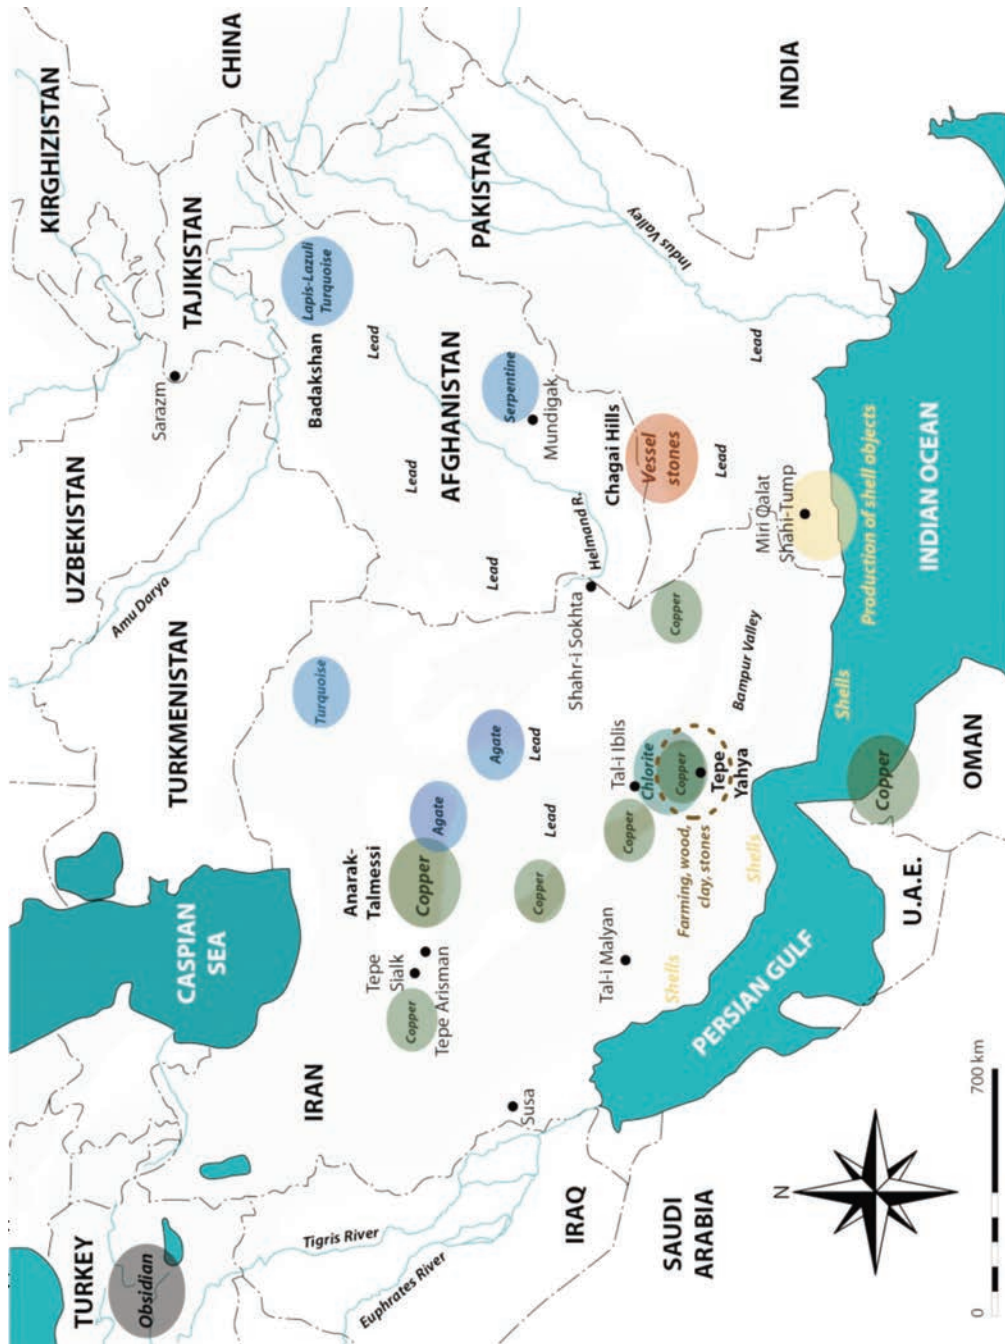 TURKEY
Obsidian
CASPIAN
SEA
TURKMENISTAN
UZBEKISTAN
Amu Darya
KIRGHIZISTAN
TAJIKISTAN
CHINA
Sarazm
Badakshan
Lapis-Lazuli
Turquoise
Lead
Turquoise
IRAN
Tigris River
Euphrates River
IRAQ
SAUDI
ARABIA
Susa
Copper
Tepe
Sialk
Tepe Arisman
Anarak-
Talmessi
Copper
Agate
Agate
Lead
Lead
Copper
Lead
Lead
AFGHANISTAN
Serpentine
Mundigak
PAKISTAN
Helmand R.
Shahr-i Sokhta
Chagai Hills
Vessel
stones
Lead
Lead
Indus Valley
INDIA
Tal-i Malyan
Tal-i Iblis
Copper
Chlorite
Copper
Tepe
Yahya
Farming, wood,
clay, stones
Copper
Bampur Valley
Miri Qalat
Shahi-Tump
Shells
Shells
Shells
Production of shell objects
PERSIAN GULF
INDIAN OCEAN
U.A.E.
Copper
OMAN
N
0
700 km